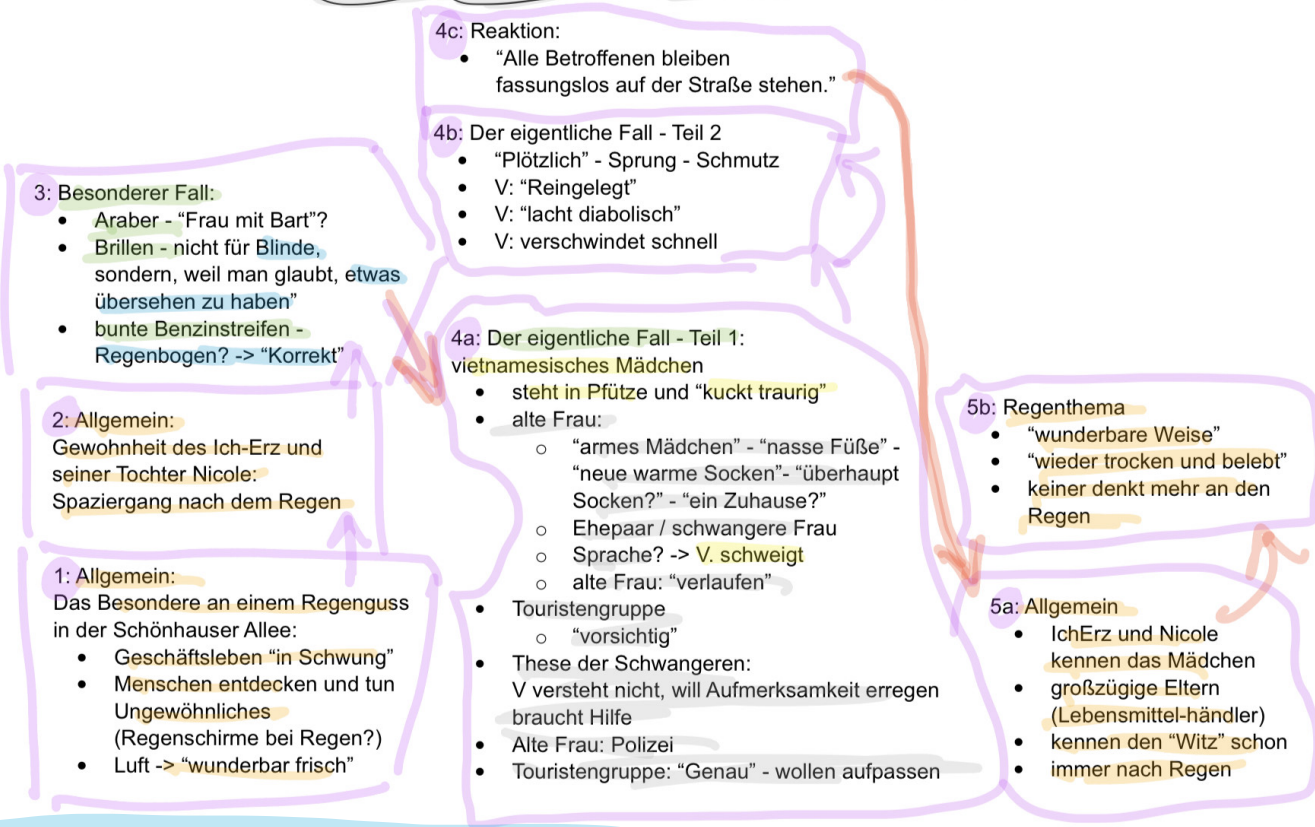 4c: Reaktion:
• “Alle Betroffenen bleiben
fassungslos auf der Straße stehen.”
4b: Der eigentliche Fall - Teil 2
• “Plötzlich” - Sprung - Schmutz
• V: “Reingelegt”
• V: “lacht diabolisch”
• V: verschwindet schnell
3: Besonderer Fall:
• Araber - “Frau mit Bart”?
• Brillen - nicht für Blinde,
sondern, weil man glaubt, etwas
übersehen zu haben”
• bunte Benzinstreifen -
Regenbogen? -> “Korrekt”
4a: Der eigentliche Fall - Teil 1:
vietnamesisches Mädchen
• steht in Pfütze und “kuckt traurig”
• alte Frau:
○ “armes Mädchen” - “nasse Füße” -
“neue warme Socken”- “überhaupt
Socken?” - “ein Zuhause?”
○ Ehepaar / schwangere Frau
○ Sprache? -> V. schweigt
○ alte Frau: “verlaufen”
• Touristengruppe
○ “vorsichtig”
• These der Schwangeren:
V versteht nicht, will Aufmerksamkeit erregen
braucht Hilfe
• Alte Frau: Polizei
• Touristengruppe: “Genau” - wollen aufpassen
2: Allgemein:
Gewohnheit des Ich-Erz und
seiner Tochter Nicole:
Spaziergang nach dem Regen
1: Allgemein:
Das Besondere an einem Regenguss
in der Schönhauser Allee:
• Geschäftsleben “in Schwung”
• Menschen entdecken und tun
Ungewöhnliches
(Regenschirme bei Regen?)
• Luft -> “wunderbar frisch”
5b: Regenthema
• “wunderbare Weise”
• “wieder trocken und belebt”
• keiner denkt mehr an den
Regen
5a: Allgemein
• IchErz und Nicole
kennen das Mädchen
• großzügige Eltern
(Lebensmittel-händler)
• kennen den “Witz” schon
• immer nach Regen